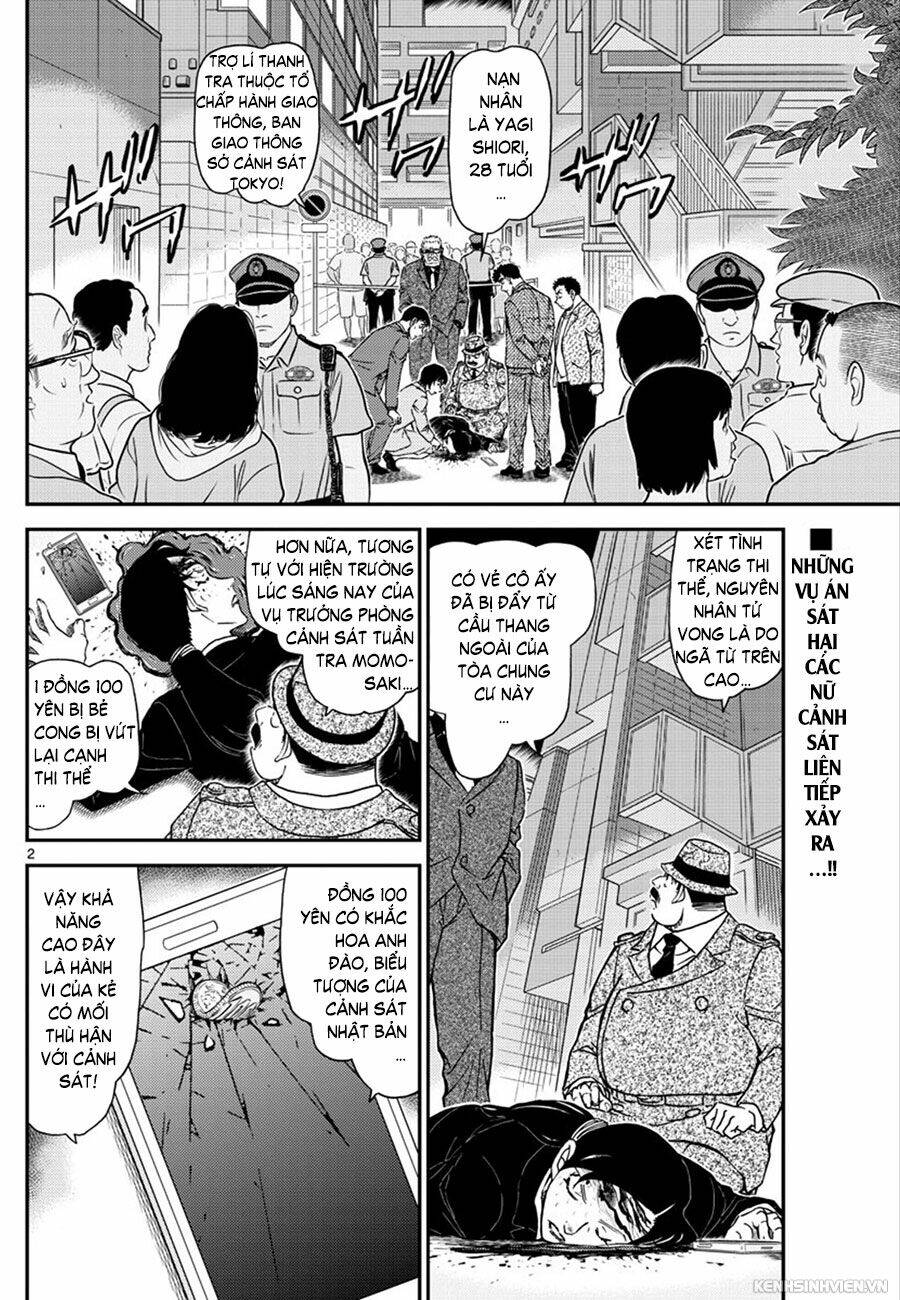 NẠN
NHÂN
LÀ YAGI
SHIORI,
28 TUỔI
...
TRỢ LÍ THANH
TRA THUỘC TỔ
CHẤP HÀNH GIAO
THÔNG, BAN
GIAO THÔNG
SỞ CẢNH SÁT
TOKYO!
NHỮNG
VỤ ÁN
SÁT
HẠI
CÁC
NỮ
CẢNH
SÁT
LIÊN
TIẾP
XẢY
RA
...!!
XÉT TÌNH
TRẠNG THI
THỂ, NGUYÊN
NHÂN TỬ
VONG LÀ DO
NGÃ TỪ TRÊN
CAO...
CÓ VẺ CÔ ẤY
ĐÃ BỊ ĐẨY TỪ
CẦU THANG
NGOÀI CỦA
TÒA CHUNG
CƯ NÀY
...
HƠN NỮA, TƯƠNG
TỰ VỚI HIỆN TRƯỜNG
LÚC SÁNG NAY CỦA
VỤ TRƯỞNG PHÒNG
CẢNH SÁT TUẦN
TRA MOMO-
SAKI...
1 ĐỒNG 100
YÊN BỊ BẺ
CONG BỊ VỨT
LẠI CẠNH
THI THỂ
...
2
ĐỒNG 100
YÊN CÓ KHẮC
HOA ANH
ĐÀO, BIỂU
TƯỢNG CỦA
CẢNH SÁT
NHẬT BẢN
...
VẬY KHẢ
NĂNG
CAO ĐÂY
LÀ HÀNH
VI CỦA KẺ
CÓ MỐI
THÙ HẬN
VỚI CẢNH
SÁT!
KENHSINHVIEN.VN